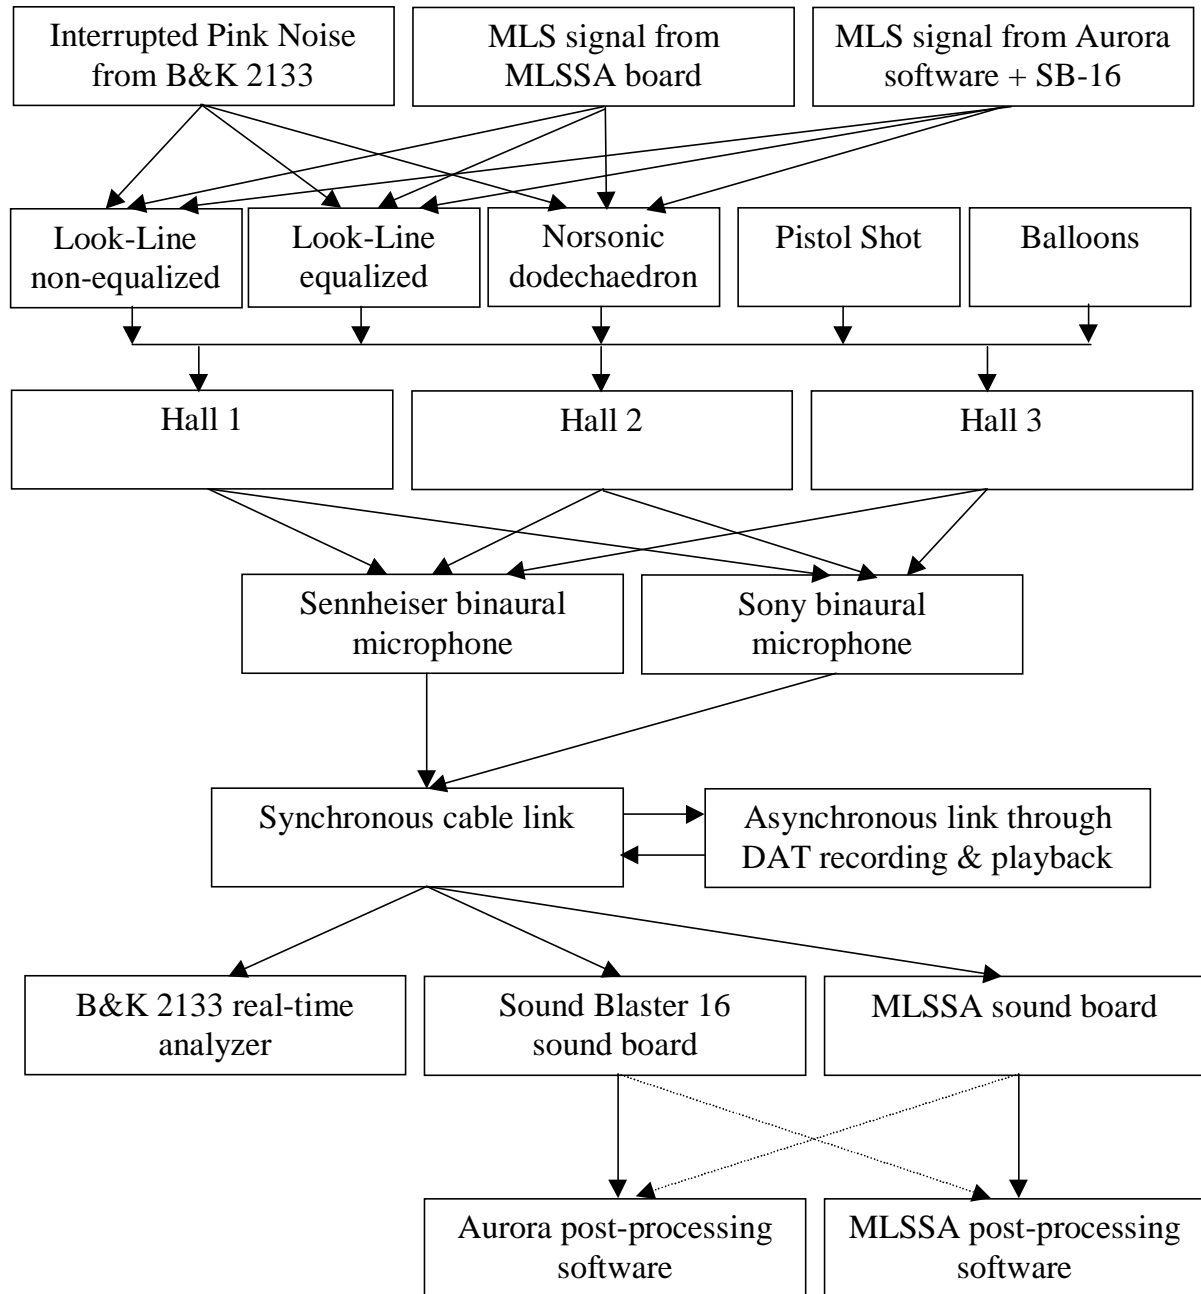 Interrupted Pink Noise
from B&K 2133
MLS signal from
MLSSA board
MLS signal from Aurora
software + SB-16
Look-Line
non-equalized
Look-Line
equalized
Norsonic
dodechaedron
Pistol Shot
Balloons
Hall 1
Hall 2
Hall 3
Sennheiser binaural
microphone
Sony binaural
microphone
Synchronous cable link
Asynchronous link through
DAT recording & playback
B&K 2133 real-time
analyzer
Sound Blaster 16
sound board
MLSSA sound board
Aurora post-processing
software
MLSSA post-processing
software